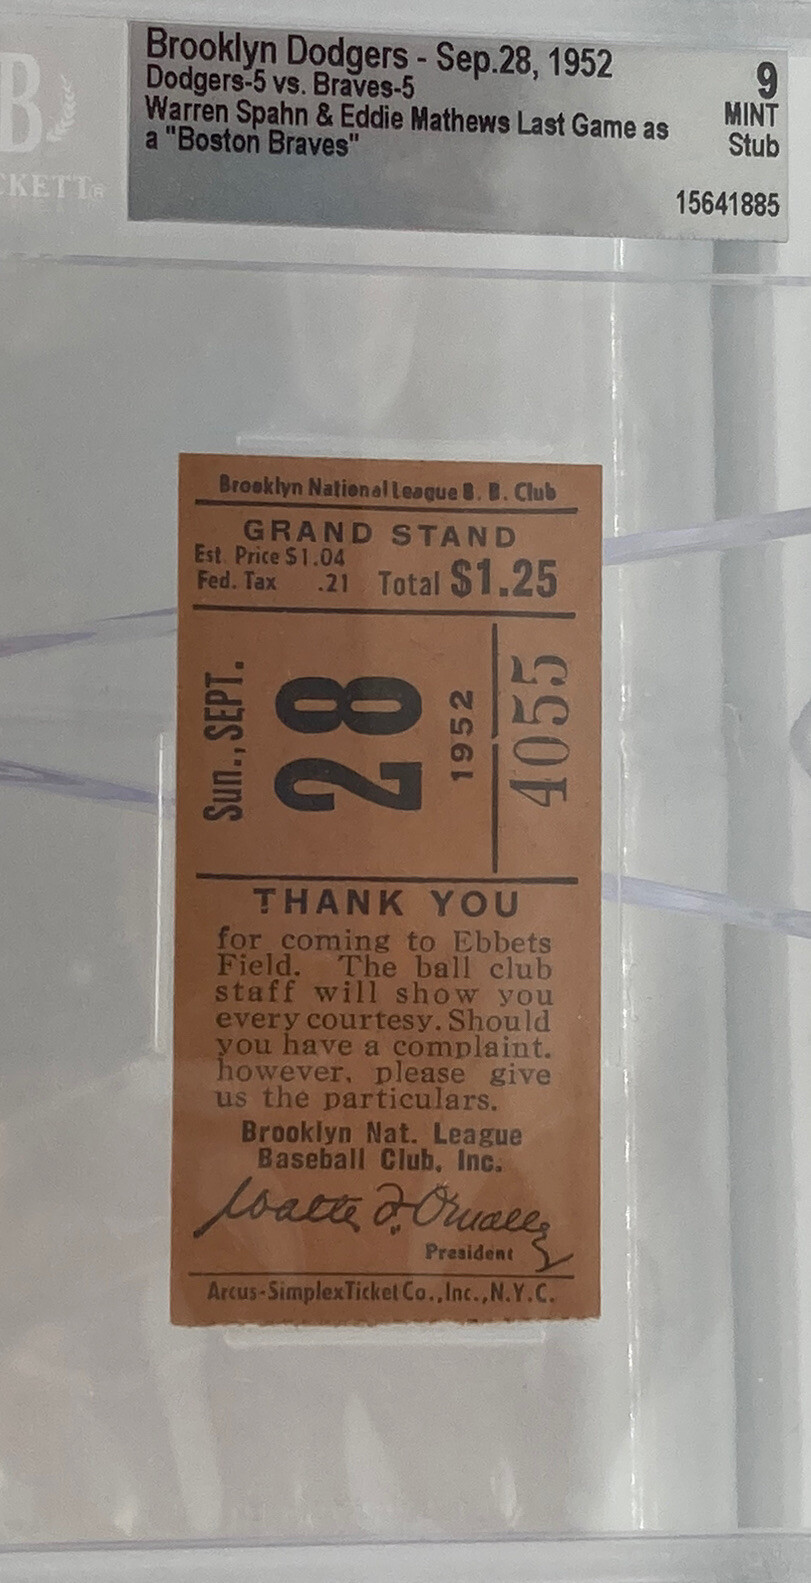 Brooklyn Dodgers - Sep.28, 1952
Dodgers-5 vs. Braves-5
Warren Spahn & Eddie Mathews Last Game as
a "Boston Braves"
9
MINT
Stub
15641885
B
CKETT®
Brooklyn National League B. B. Club
GRAND STAND
Est. Price $1.04
Fed. Tax .21 Total $1.25
Sun., SEPT.
28
1952
4055
THANK YOU
for coming to Ebbets
Field. The ball club
staff will show you
every courtesy. Should
you have a complaint,
however, please give
us the particulars.
Brooklyn Nat. League
Baseball Club, Inc.
Walter F. O'Malley
President
Arcus-Simplex Ticket Co., Inc., N.Y.C.